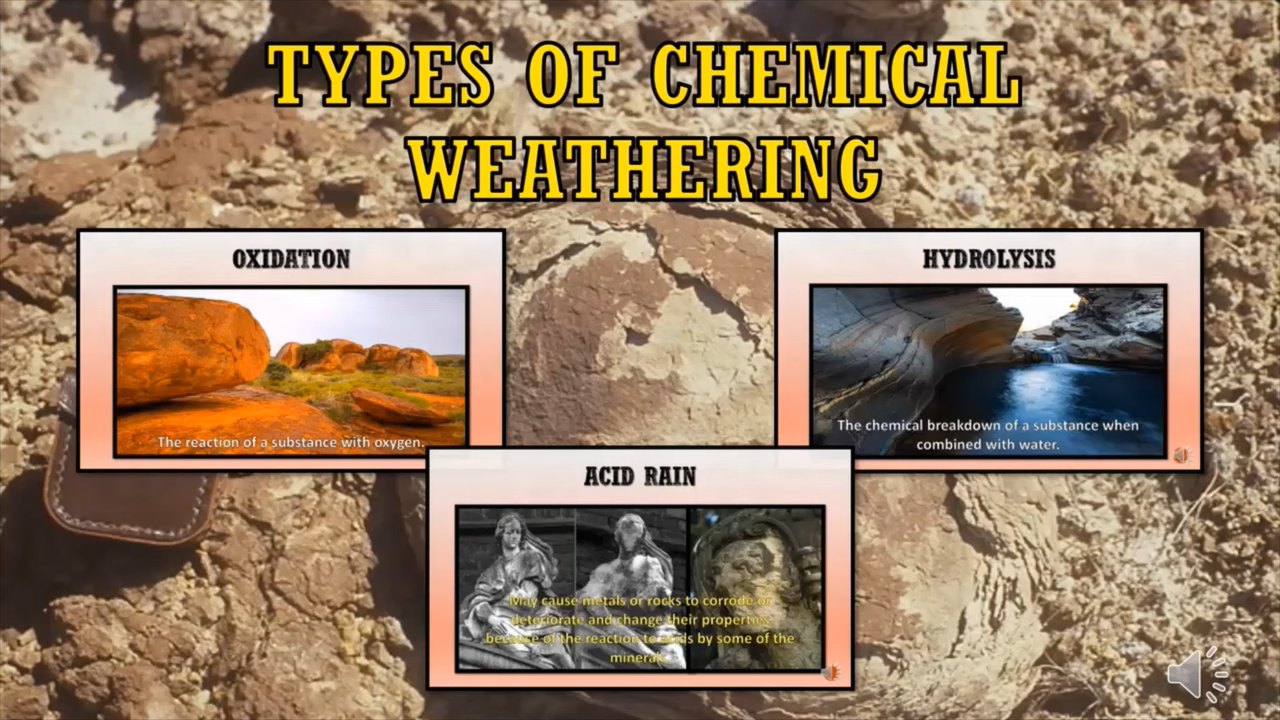 TYPES OF CHEMICAL
WEATHERING
OXIDATION
The reaction of a substance with oxygen.
HYDROLYSIS
The chemical breakdown of a substance when
combined with water.
ACID RAIN
May cause metals or rocks to corrode or
deteriorate and change their properties
because of the reaction to acids by some of the
minerals.